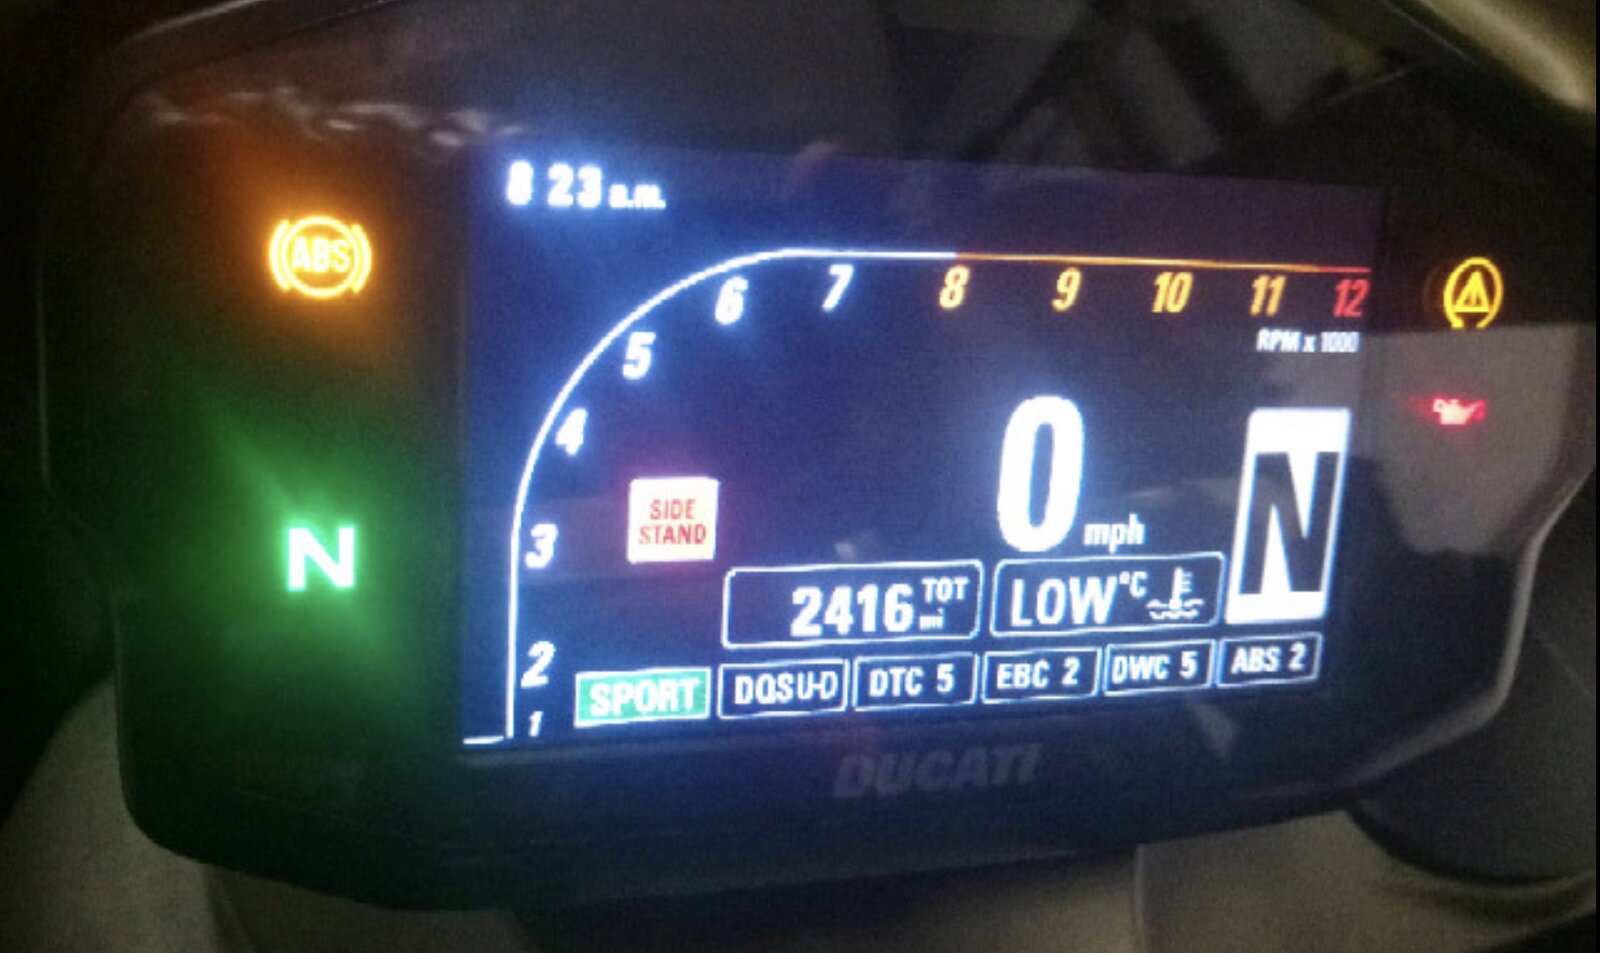 8 23 a.m.
ABS
6 7 8 9 10 11 12
RPM x 1000
5
4
3
2
1
SIDE
STAND
0 mph
N
N
2416 TOT mi
LOW °C
SPORT DQS U-D DTC 5 EBC 2 DWC 5 ABS 2
DUCATI